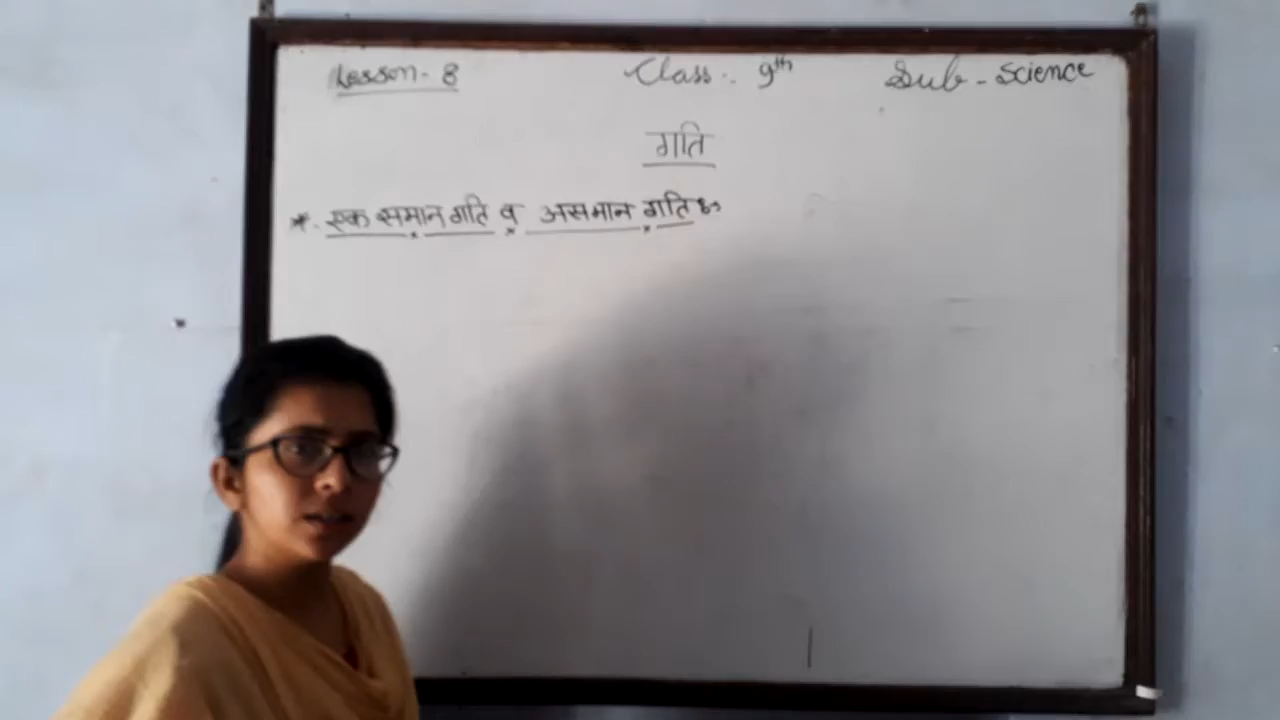 Lesson - 8 Class - 9th Sub - Science
गति
*. एक समान गति व असमान गति :-